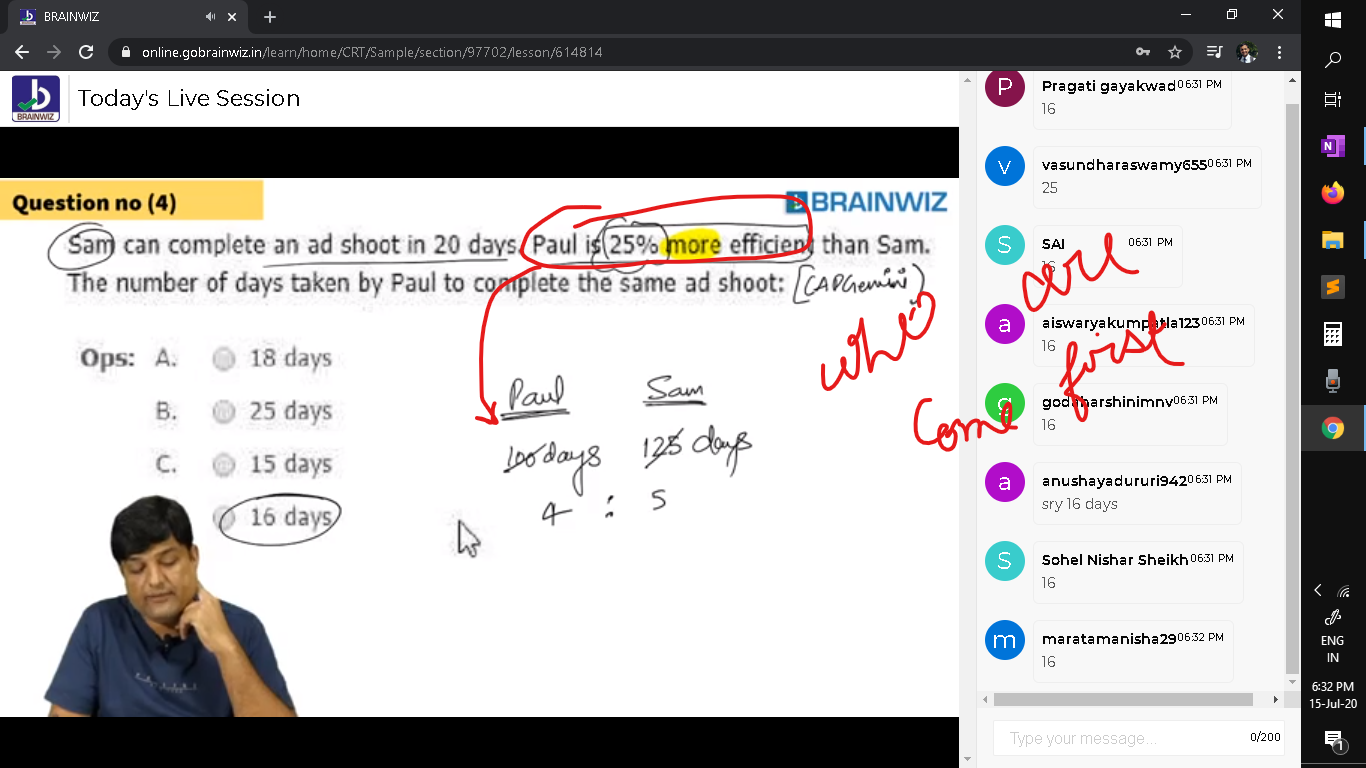 BRAINWIZ
online.gobrainwiz.in/learn/home/CRT/Sample/section/97702/lesson/614814
BRAINWIZ
Today's Live Session
Question no (4)
BRAINWIZ
Sam can complete an ad shoot in 20 days. Paul is 25% more efficient than Sam.
The number of days taken by Paul to complete the same ad shoot: [CAPGemini)
Ops: A. 18 days
B. 25 days
C. 15 days
16 days
Paul Sam
100 days 125 days
4 : 5
who
will
come
first
Pragati gayakwad 06:31 PM
16
vasundharaswamy655 06:31 PM
25
SAI 06:31 PM
16
aiswaryakumpatla123 06:31 PM
16
godaharshinimnv 06:31 PM
16
anushayadururi942 06:31 PM
sry 16 days
Sohel Nishar Sheikh 06:31 PM
16
maratamanisha29 06:32 PM
16
Type your message... 0/200
P
v
S
a
g
a
S
m
ENG
IN
6:32 PM
15-Jul-20
1